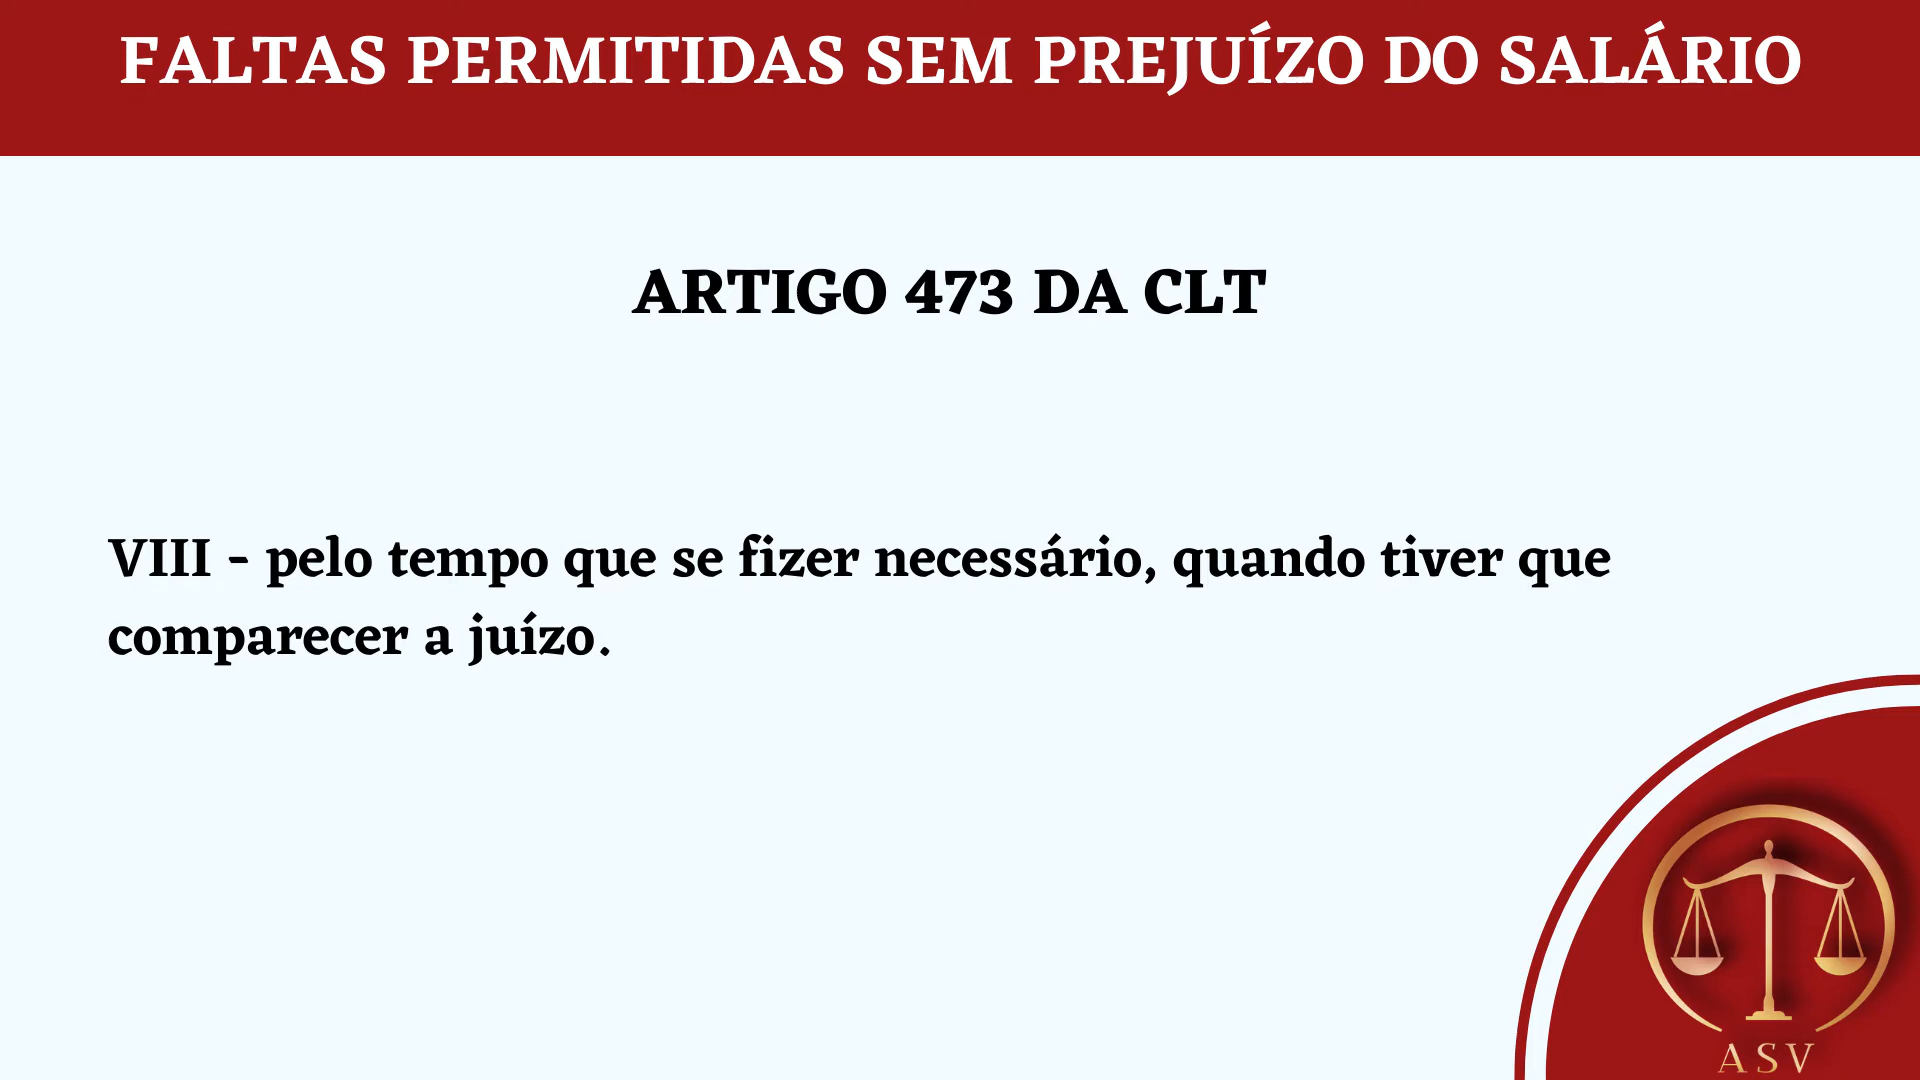 FALTAS PERMITIDAS SEM PREJUÍZO DO SALÁRIO
ARTIGO 473 DA CLT
VIII - pelo tempo que se fizer necessário, quando tiver que
comparecer a juízo.
ASV